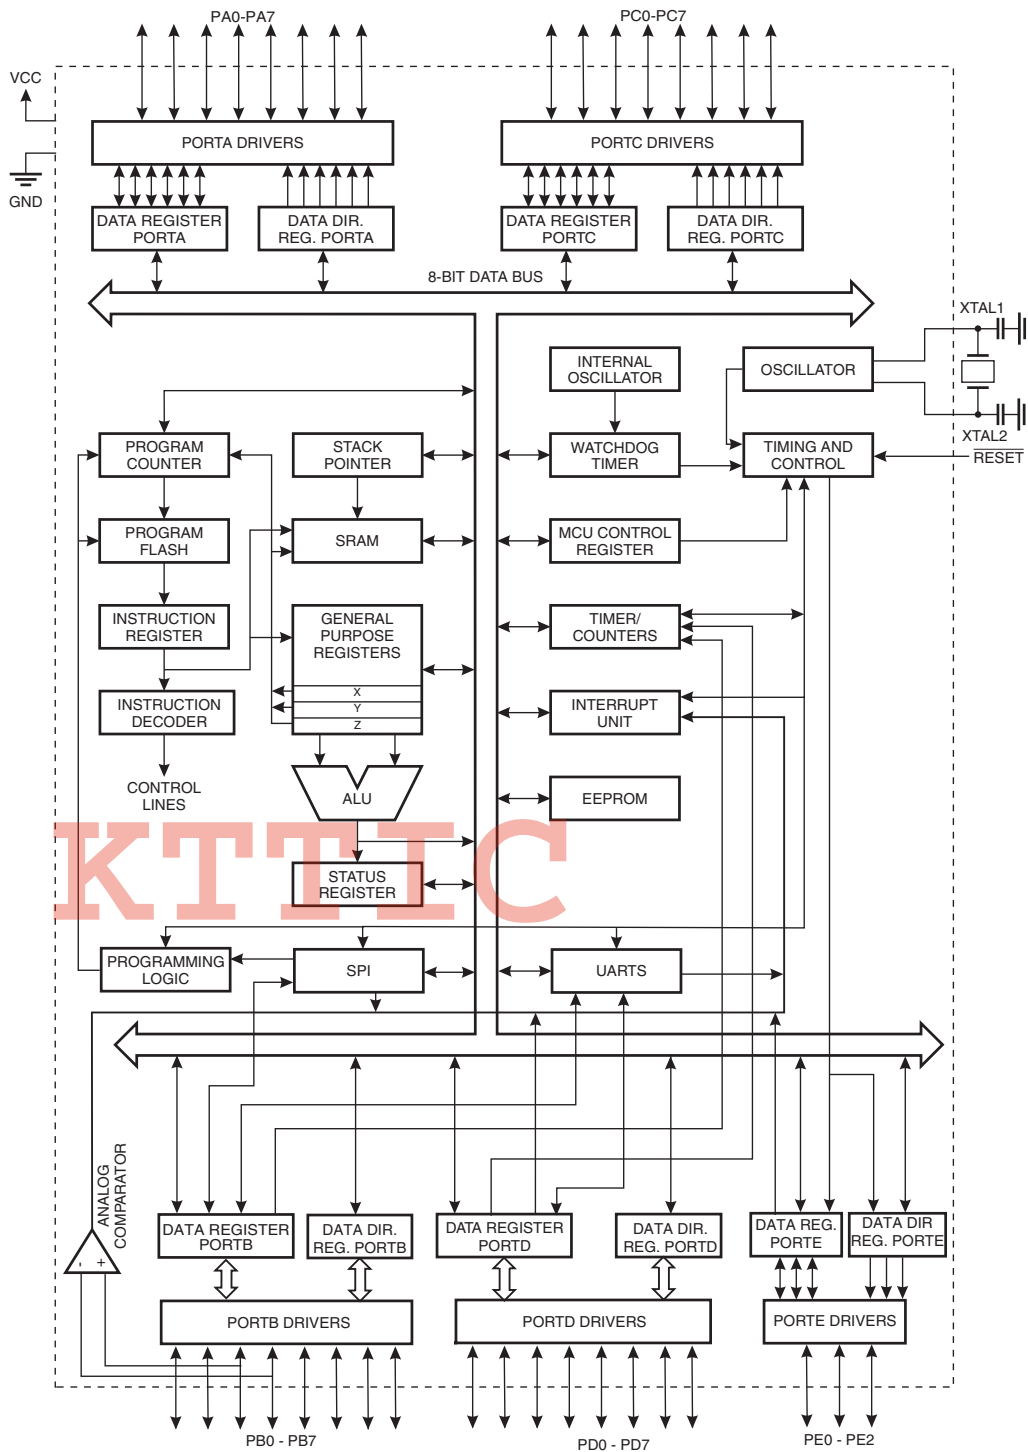 PA0-PA7
PC0-PC7
VCC
GND
PORTA DRIVERS
PORTC DRIVERS
DATA REGISTER
PORTA
DATA DIR.
REG. PORTA
DATA REGISTER
PORTC
DATA DIR.
REG. PORTC
8-BIT DATA BUS
XTAL1
INTERNAL
OSCILLATOR
OSCILLATOR
XTAL2
RESET
PROGRAM
COUNTER
STACK
POINTER
WATCHDOG
TIMER
TIMING AND
CONTROL
PROGRAM
FLASH
SRAM
MCU CONTROL
REGISTER
INSTRUCTION
REGISTER
GENERAL
PURPOSE
REGISTERS
X
Y
Z
TIMER/
COUNTERS
INSTRUCTION
DECODER
INTERRUPT
UNIT
CONTROL
LINES
ALU
EEPROM
KTTIC
STATUS
REGISTER
PROGRAMMING
LOGIC
SPI
UARTS
ANALOG
COMPARATOR
- +
DATA REGISTER
PORTB
DATA DIR.
REG. PORTB
DATA REGISTER
PORTD
DATA DIR.
REG. PORTD
DATA REG.
PORTE
DATA DIR
REG. PORTE
PORTB DRIVERS
PORTD DRIVERS
PORTE DRIVERS
PB0 - PB7
PD0 - PD7
PE0 - PE2